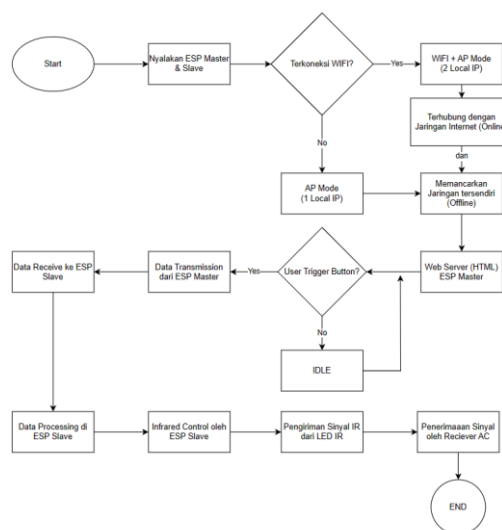 Start
Nyalakan ESP Master
& Slave
Terkoneksi WIFI?
Yes
WIFI + AP Mode
(2 Local IP)
Terhubung dengan
Jaringan Internet (Online)
dan
No
AP Mode
(1 Local IP)
Memancarkan
Jaringan tersendiri
(Offline)
Data Receive ke ESP
Slave
Data Transmission
dari ESP Master
Yes
User Trigger Button?
Web Server (HTML)
ESP Master
No
IDLE
Data Processing di
ESP Slave
Infrared Control oleh
ESP Slave
Pengiriman Sinyal IR
dari LED IR
Penerimaaan Sinyal
oleh Reciever AC
END